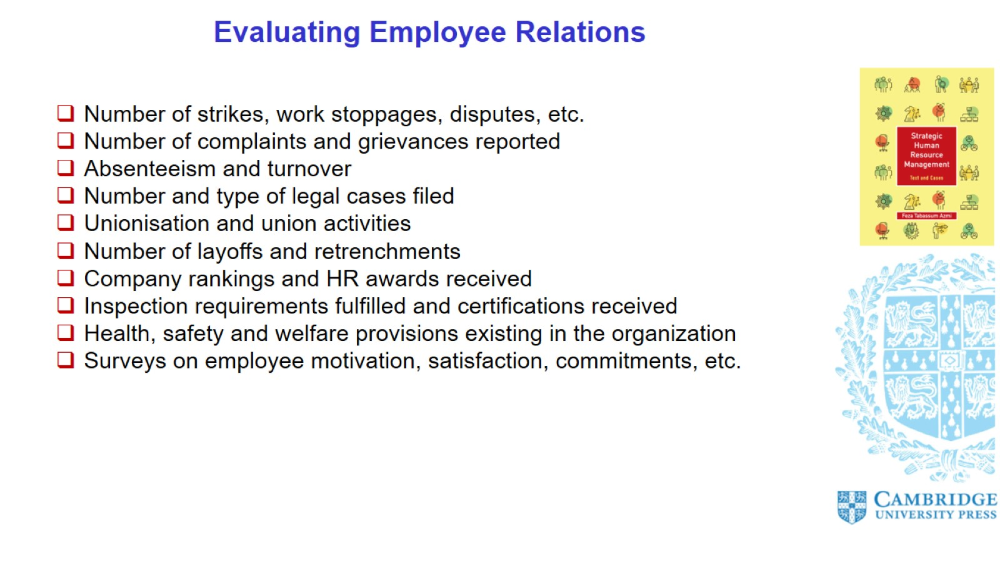 Evaluating Employee Relations
Number of strikes, work stoppages, disputes, etc.
Number of complaints and grievances reported
Absenteeism and turnover
Number and type of legal cases filed
Unionisation and union activities
Number of layoffs and retrenchments
Company rankings and HR awards received
Inspection requirements fulfilled and certifications received
Health, safety and welfare provisions existing in the organization
Surveys on employee motivation, satisfaction, commitments, etc.
Strategic
Human
Resource
Management
Text and Cases
Feza Tabassum Azmi
CAMBRIDGE
UNIVERSITY PRESS